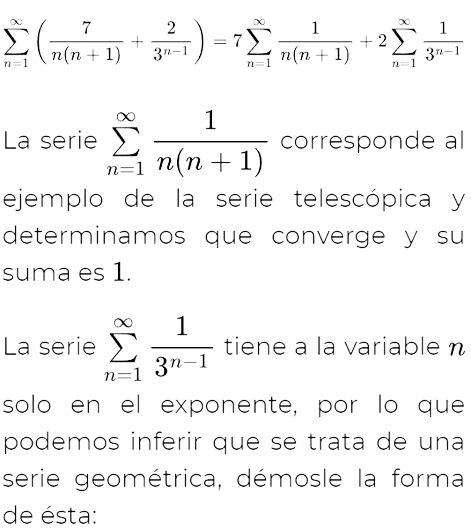 $\sum_{n=1}^{\infty} \left( \frac{7}{n(n+1)} + \frac{2}{3^{n-1}} \right) = 7 \sum_{n=1}^{\infty} \frac{1}{n(n+1)} + 2 \sum_{n=1}^{\infty} \frac{1}{3^{n-1}}$
La serie $\sum_{n=1}^{\infty} \frac{1}{n(n+1)}$ corresponde al
ejemplo de la serie telescópica y
determinamos que converge y su
suma es 1.
La serie $\sum_{n=1}^{\infty} \frac{1}{3^{n-1}}$ tiene a la variable $n$
solo en el exponente, por lo que
podemos inferir que se trata de una
serie geométrica, démosle la forma
de ésta: